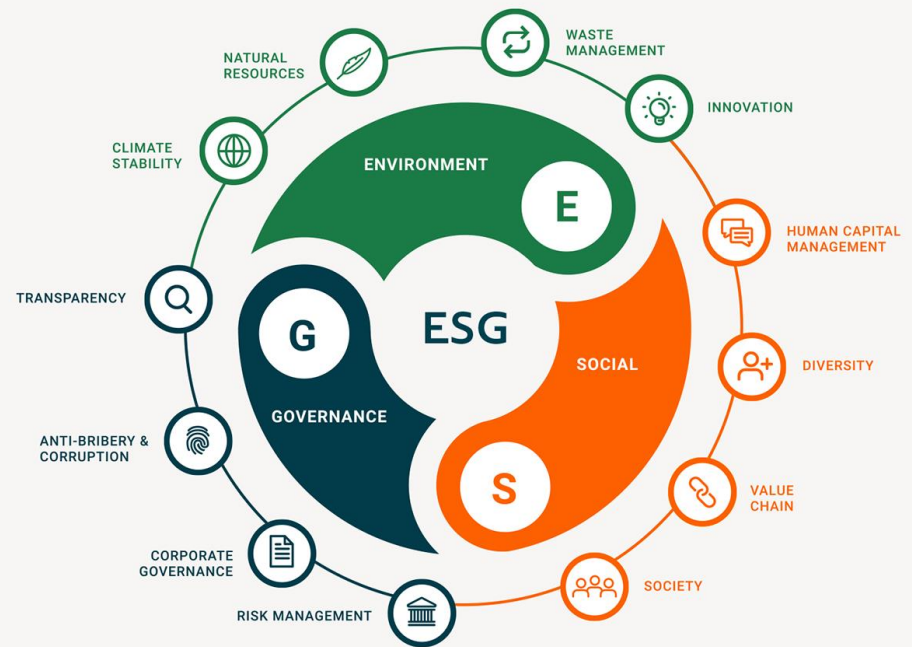 NATURAL
RESOURCES
WASTE
MANAGEMENT
INNOVATION
CLIMATE
STABILITY
ENVIRONMENT
E
HUMAN CAPITAL
MANAGEMENT
TRANSPARENCY
G
ESG
SOCIAL
DIVERSITY
GOVERNANCE
ANTI-BRIBERY &
CORRUPTION
S
VALUE
CHAIN
CORPORATE
GOVERNANCE
SOCIETY
RISK MANAGEMENT